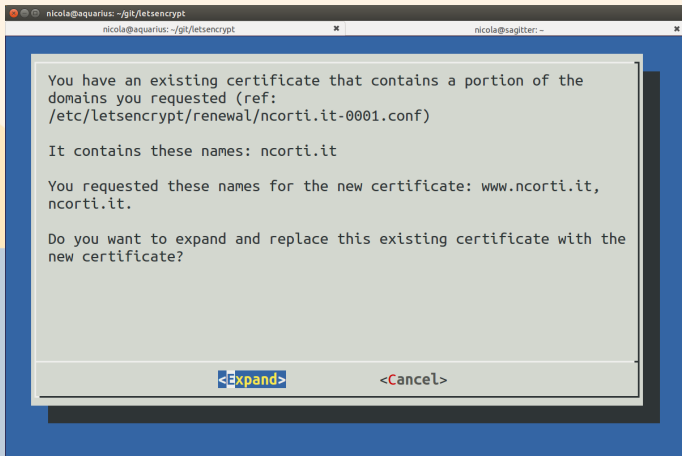 nicola@aquarius: ~/git/letsencrypt
nicola@aquarius: ~/git/letsencrypt
nicola@sagitter: ~
You have an existing certificate that contains a portion of the
domains you requested (ref:
/etc/letsencrypt/renewal/ncorti.it-0001.conf)
It contains these names: ncorti.it
You requested these names for the new certificate: www.ncorti.it,
ncorti.it.
Do you want to expand and replace this existing certificate with the
new certificate?
<Expand> <Cancel>